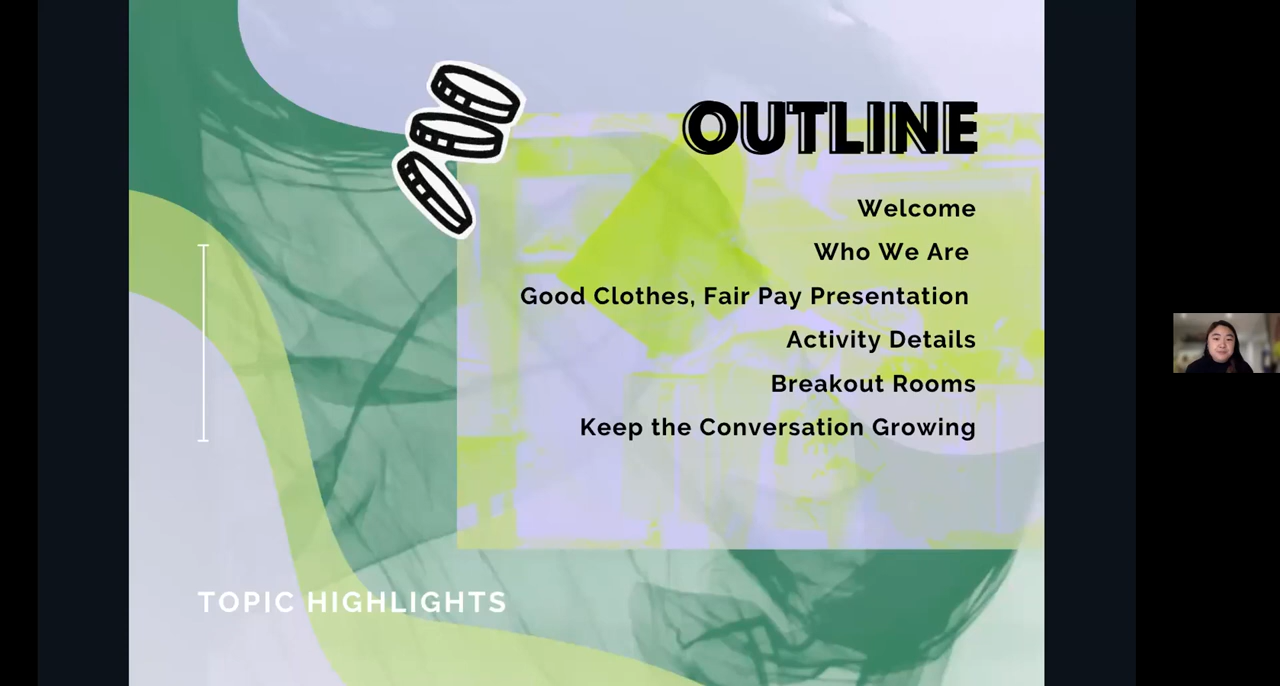 OUTLINE
Welcome
Who We Are
Good Clothes, Fair Pay Presentation
Activity Details
Breakout Rooms
Keep the Conversation Growing
TOPIC HIGHLIGHTS